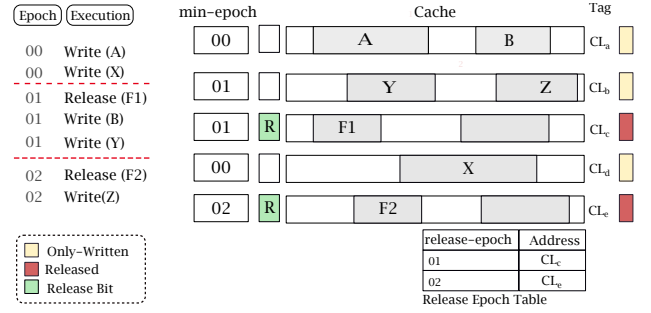 Epoch Execution
00 Write (A)
00 Write (X)
01 Release (F1)
01 Write (B)
01 Write (Y)
02 Release (F2)
02 Write(Z)
Only-Written
Released
Release Bit
min-epoch Cache Tag
00 A B CLa
2
01 Y Z CLb
01 R F1 CLc
00 X CLd
02 R F2 CLe
release-epoch Address
01 CLc
02 CLe
Release Epoch Table